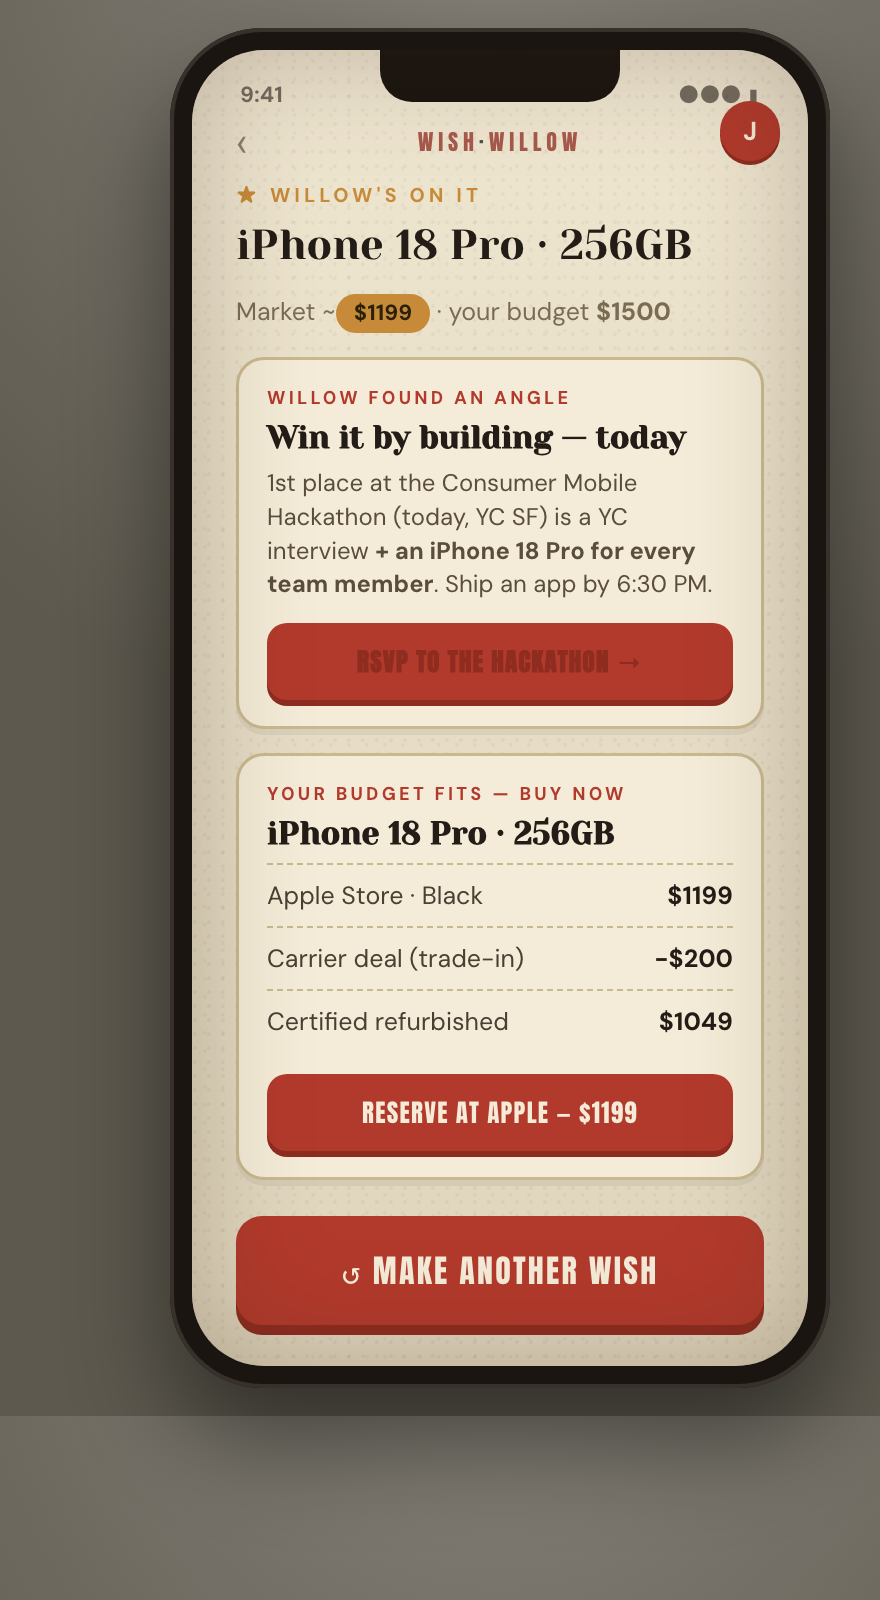 9:41
‹
WISH·WILLOW
J
★ WILLOW'S ON IT
iPhone 18 Pro · 256GB
Market ~$1199 · your budget $1500
WILLOW FOUND AN ANGLE
Win it by building — today
1st place at the Consumer Mobile
Hackathon (today, YC SF) is a YC
interview + an iPhone 18 Pro for every
team member. Ship an app by 6:30 PM.
RSVP TO THE HACKATHON →
YOUR BUDGET FITS — BUY NOW
iPhone 18 Pro · 256GB
Apple Store · Black $1199
Carrier deal (trade-in) -$200
Certified refurbished $1049
RESERVE AT APPLE — $1199
↺ MAKE ANOTHER WISH